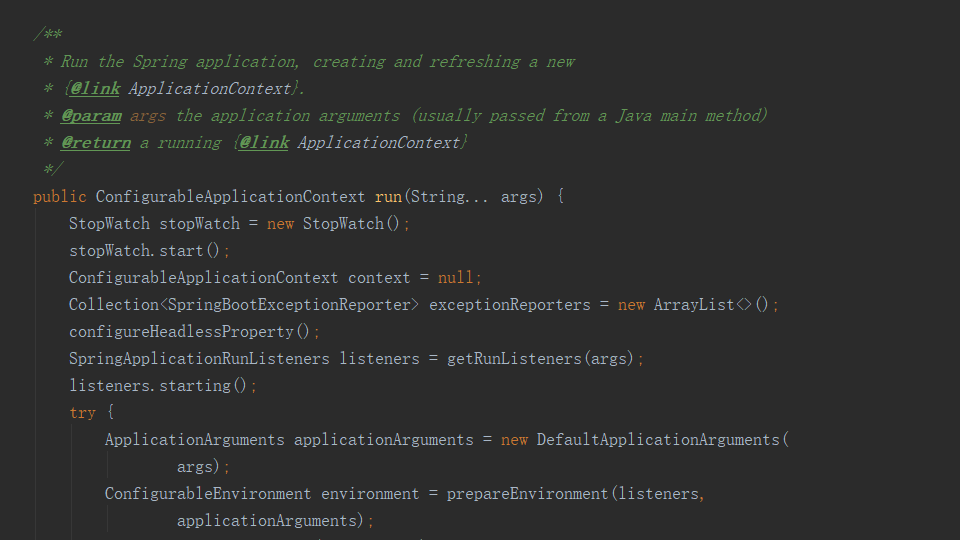 /**
 * Run the Spring application, creating and refreshing a new
 * {@link ApplicationContext}.
 * @param args the application arguments (usually passed from a Java main method)
 * @return a running {@link ApplicationContext}
 */
public ConfigurableApplicationContext run(String... args) {
    StopWatch stopWatch = new StopWatch();
    stopWatch.start();
    ConfigurableApplicationContext context = null;
    Collection<SpringBootExceptionReporter> exceptionReporters = new ArrayList<>();
    configureHeadlessProperty();
    SpringApplicationRunListeners listeners = getRunListeners(args);
    listeners.starting();
    try {
        ApplicationArguments applicationArguments = new DefaultApplicationArguments(
                args);
        ConfigurableEnvironment environment = prepareEnvironment(listeners,
                applicationArguments);